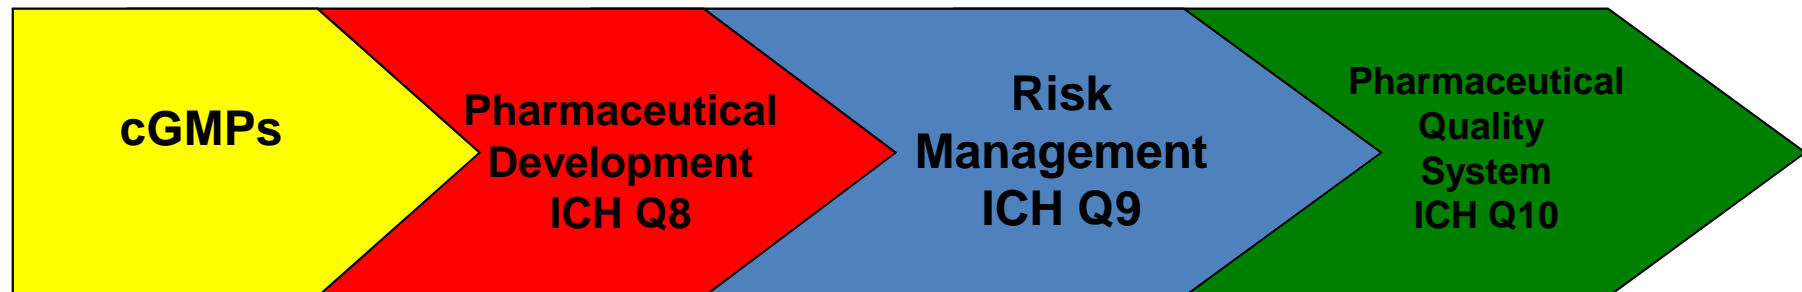 cGMPs
Pharmaceutical
Development
ICH Q8
Risk
Management
ICH Q9
Pharmaceutical
Quality
System
ICH Q10